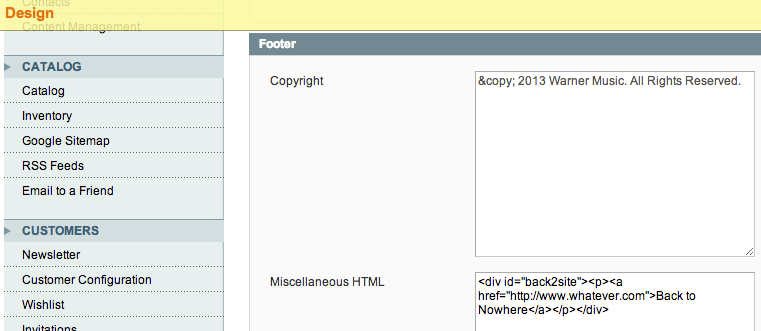 Contacts
Design
Content Management
CATALOG
Catalog
Inventory
Google Sitemap
RSS Feeds
Email to a Friend
CUSTOMERS
Newsletter
Customer Configuration
Wishlist
Invitations
Footer
Copyright
&copy; 2013 Warner Music. All Rights Reserved.
Miscellaneous HTML
<div id="back2site"><p><a
href="http://www.whatever.com">Back to
Nowhere</a></p></div>